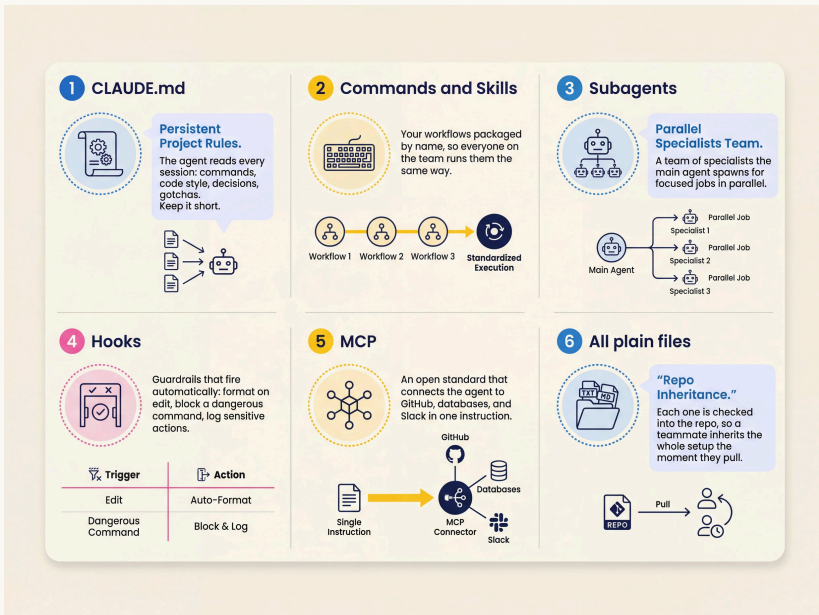 1 CLAUDE.md
Persistent
Project Rules.
The agent reads every
session: commands,
code style, decisions,
gotchas.
Keep it short.
2 Commands and Skills
Your workflows packaged
by name, so everyone on
the team runs them the
same way.
Workflow 1 Workflow 2 Workflow 3 Standardized
Execution
3 Subagents
Parallel
Specialists Team.
A team of specialists the
main agent spawns for
focused jobs in parallel.
Main Agent
Parallel Job
Specialist 1
Parallel Job
Specialist 2
Parallel Job
Specialist 3
4 Hooks
Guardrails that fire
automatically: format on
edit, block a dangerous
command, log sensitive
actions.
Trigger Action
Edit Auto-Format
Dangerous
Command
Block & Log
5 MCP
An open standard that
connects the agent to
GitHub, databases, and
Slack in one instruction.
GitHub
Databases
Single
Instruction
MCP
Connector
Slack
6 All plain files
TXT MD
“Repo
Inheritance.”
Each one is checked
into the repo, so a
teammate inherits the
whole setup the
moment they pull.
REPO
Pull